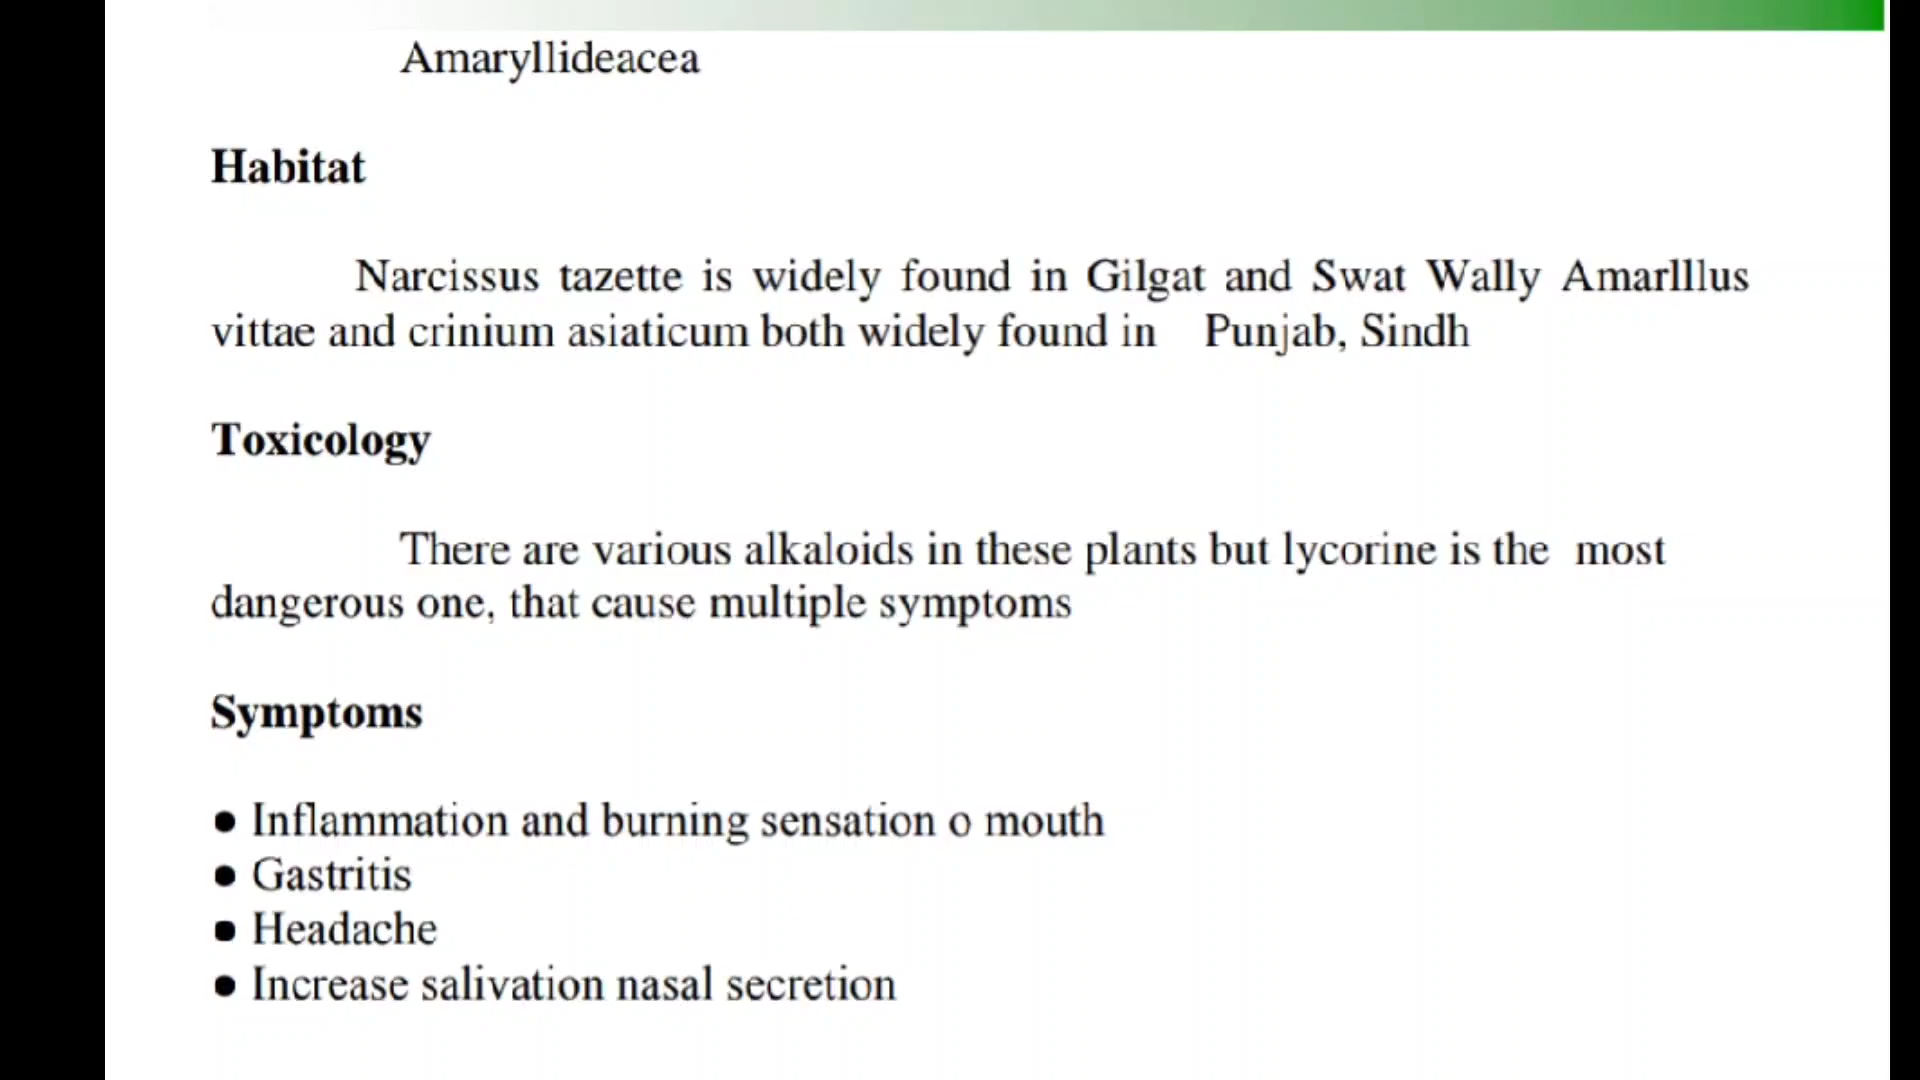 Amaryllideacea
Habitat
Narcissus tazette is widely found in Gilgat and Swat Wally Amarlllus
vittae and crinium asiaticum both widely found in Punjab, Sindh
Toxicology
There are various alkaloids in these plants but lycorine is the most
dangerous one, that cause multiple symptoms
Symptoms
● Inflammation and burning sensation o mouth
● Gastritis
● Headache
● Increase salivation nasal secretion